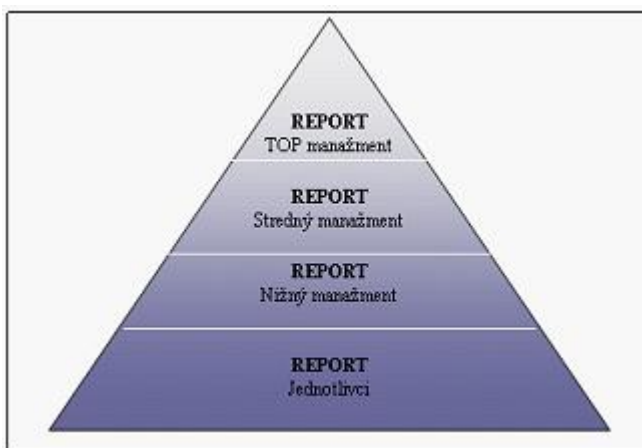 REPORT
TOP manažment
REPORT
Stredný manažment
REPORT
Nižný manažment
REPORT
Jednotlivci